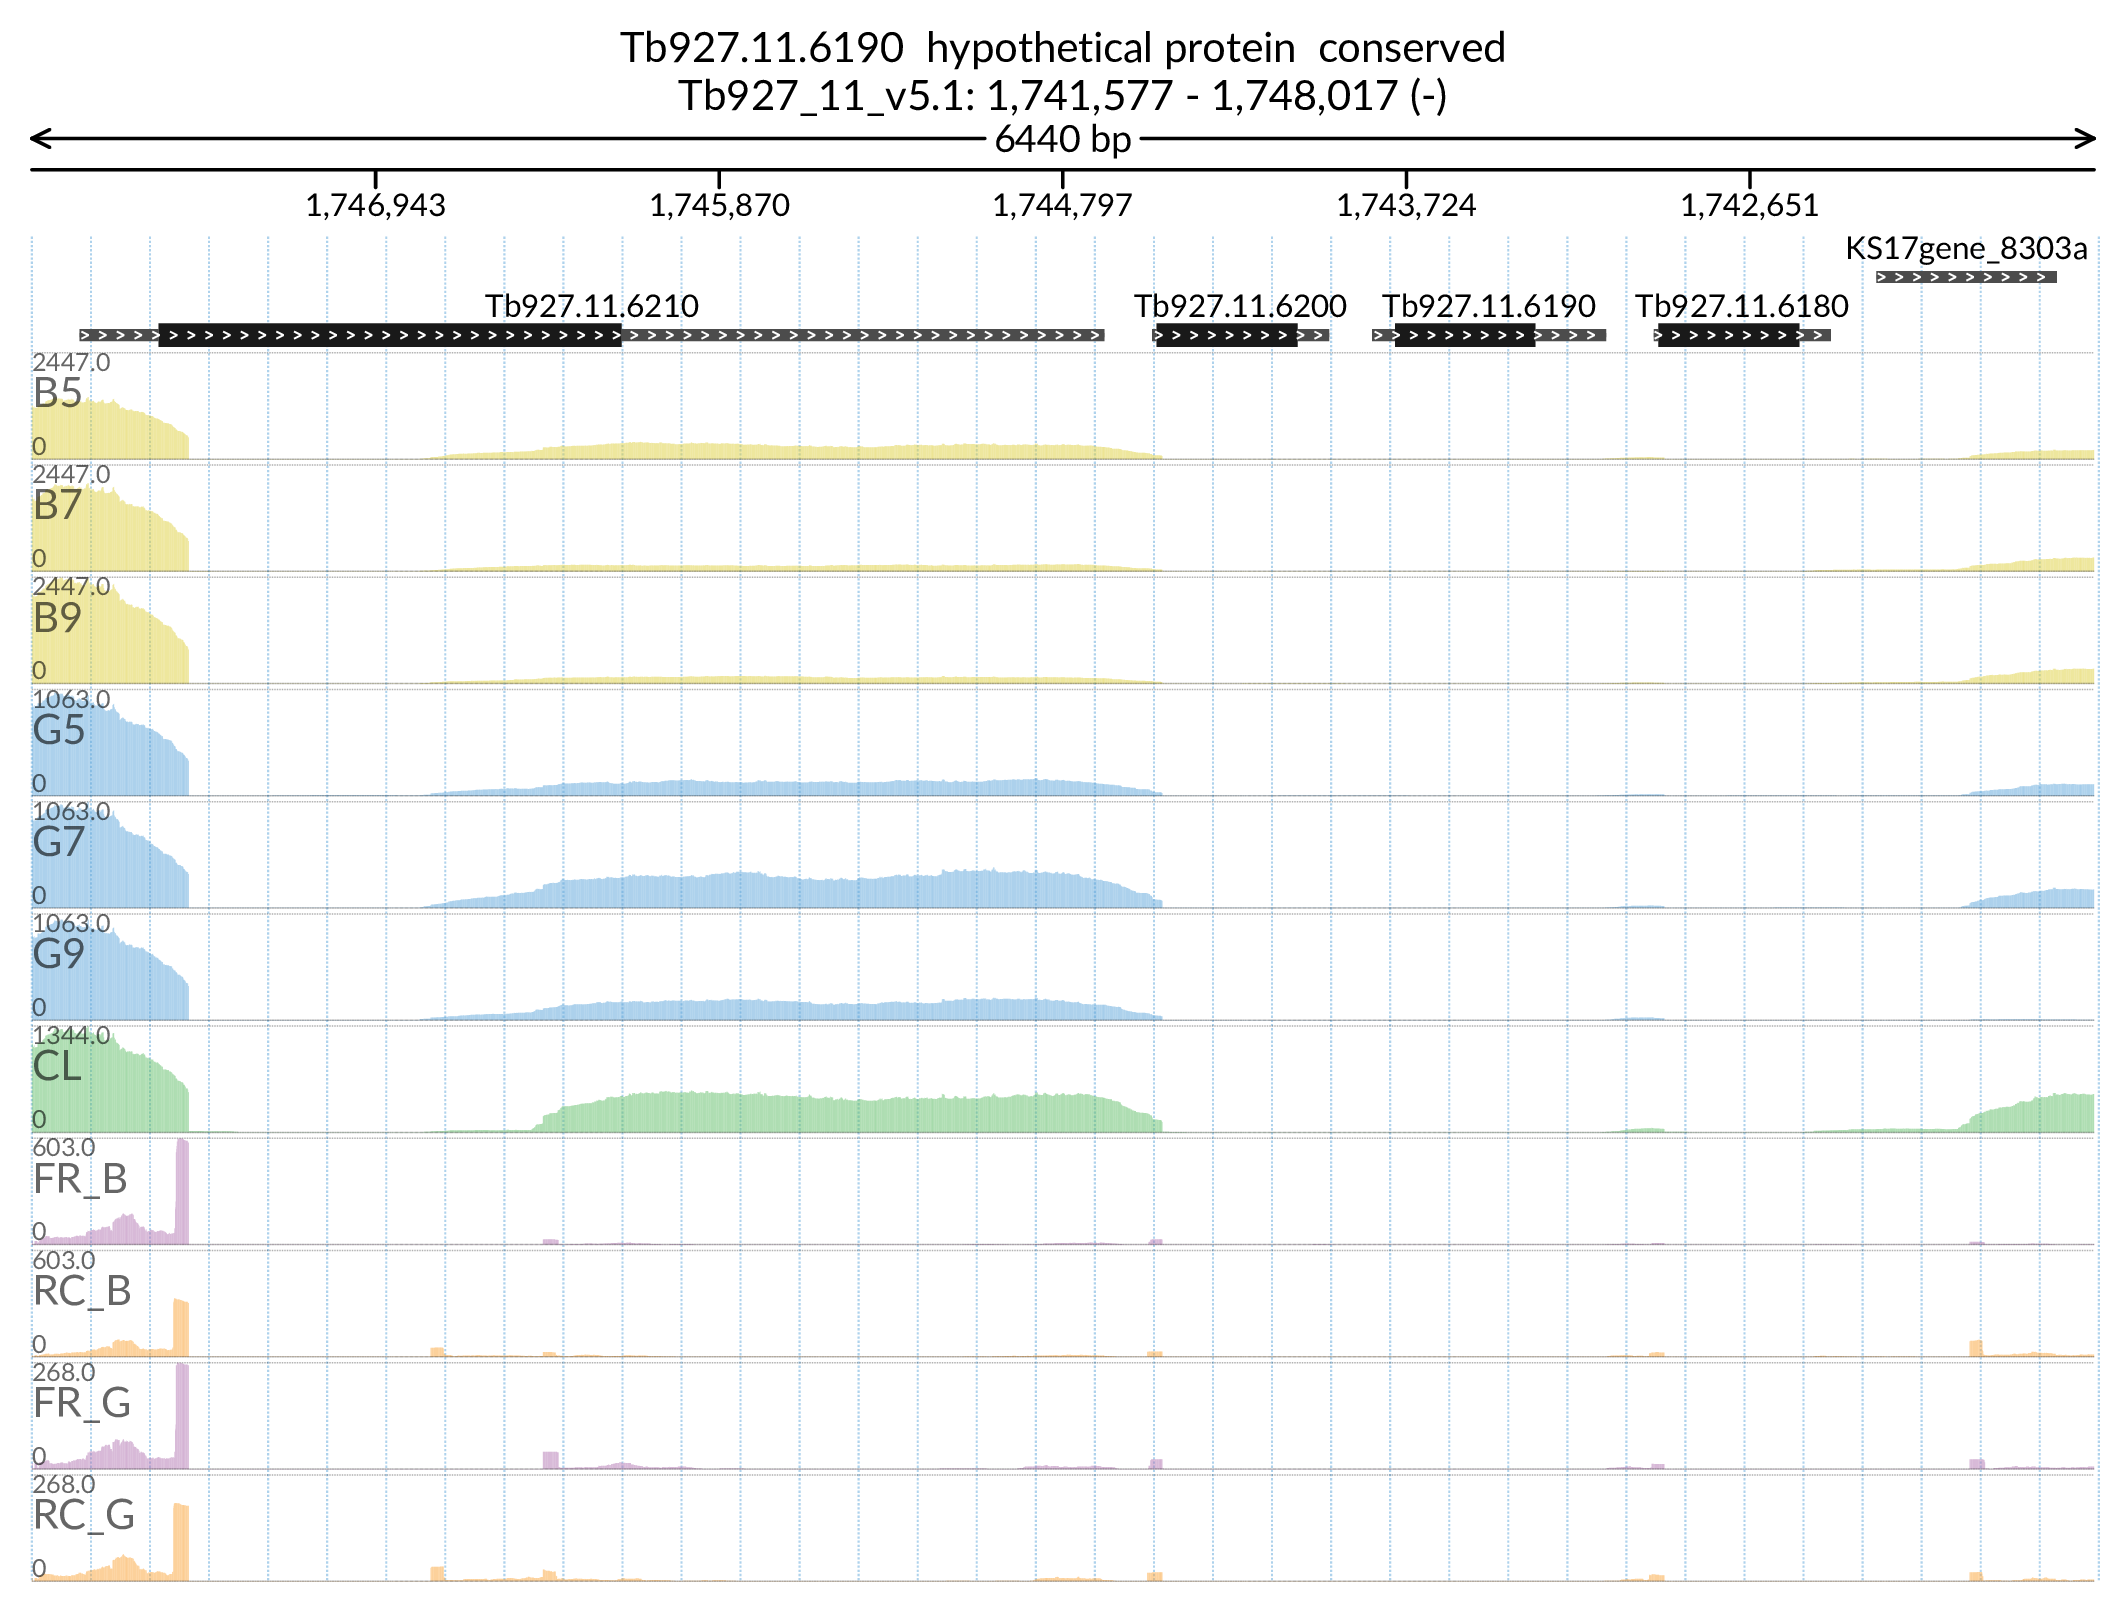 Tb927.11.6190  hypothetical protein  conserved
Tb927_11_v5.1: 1,741,577 - 1,748,017 (-)
6440 bp
1,746,943 1,745,870 1,744,797 1,743,724 1,742,651
KS17gene_8303a
Tb927.11.6210 Tb927.11.6200 Tb927.11.6190 Tb927.11.6180
2447.0
B5
0
2447.0
B7
0
2447.0
B9
0
1063.0
G5
0
1063.0
G7
0
1063.0
G9
0
1344.0
CL
0
603.0
FR_B
0
603.0
RC_B
0
268.0
FR_G
0
268.0
RC_G
0